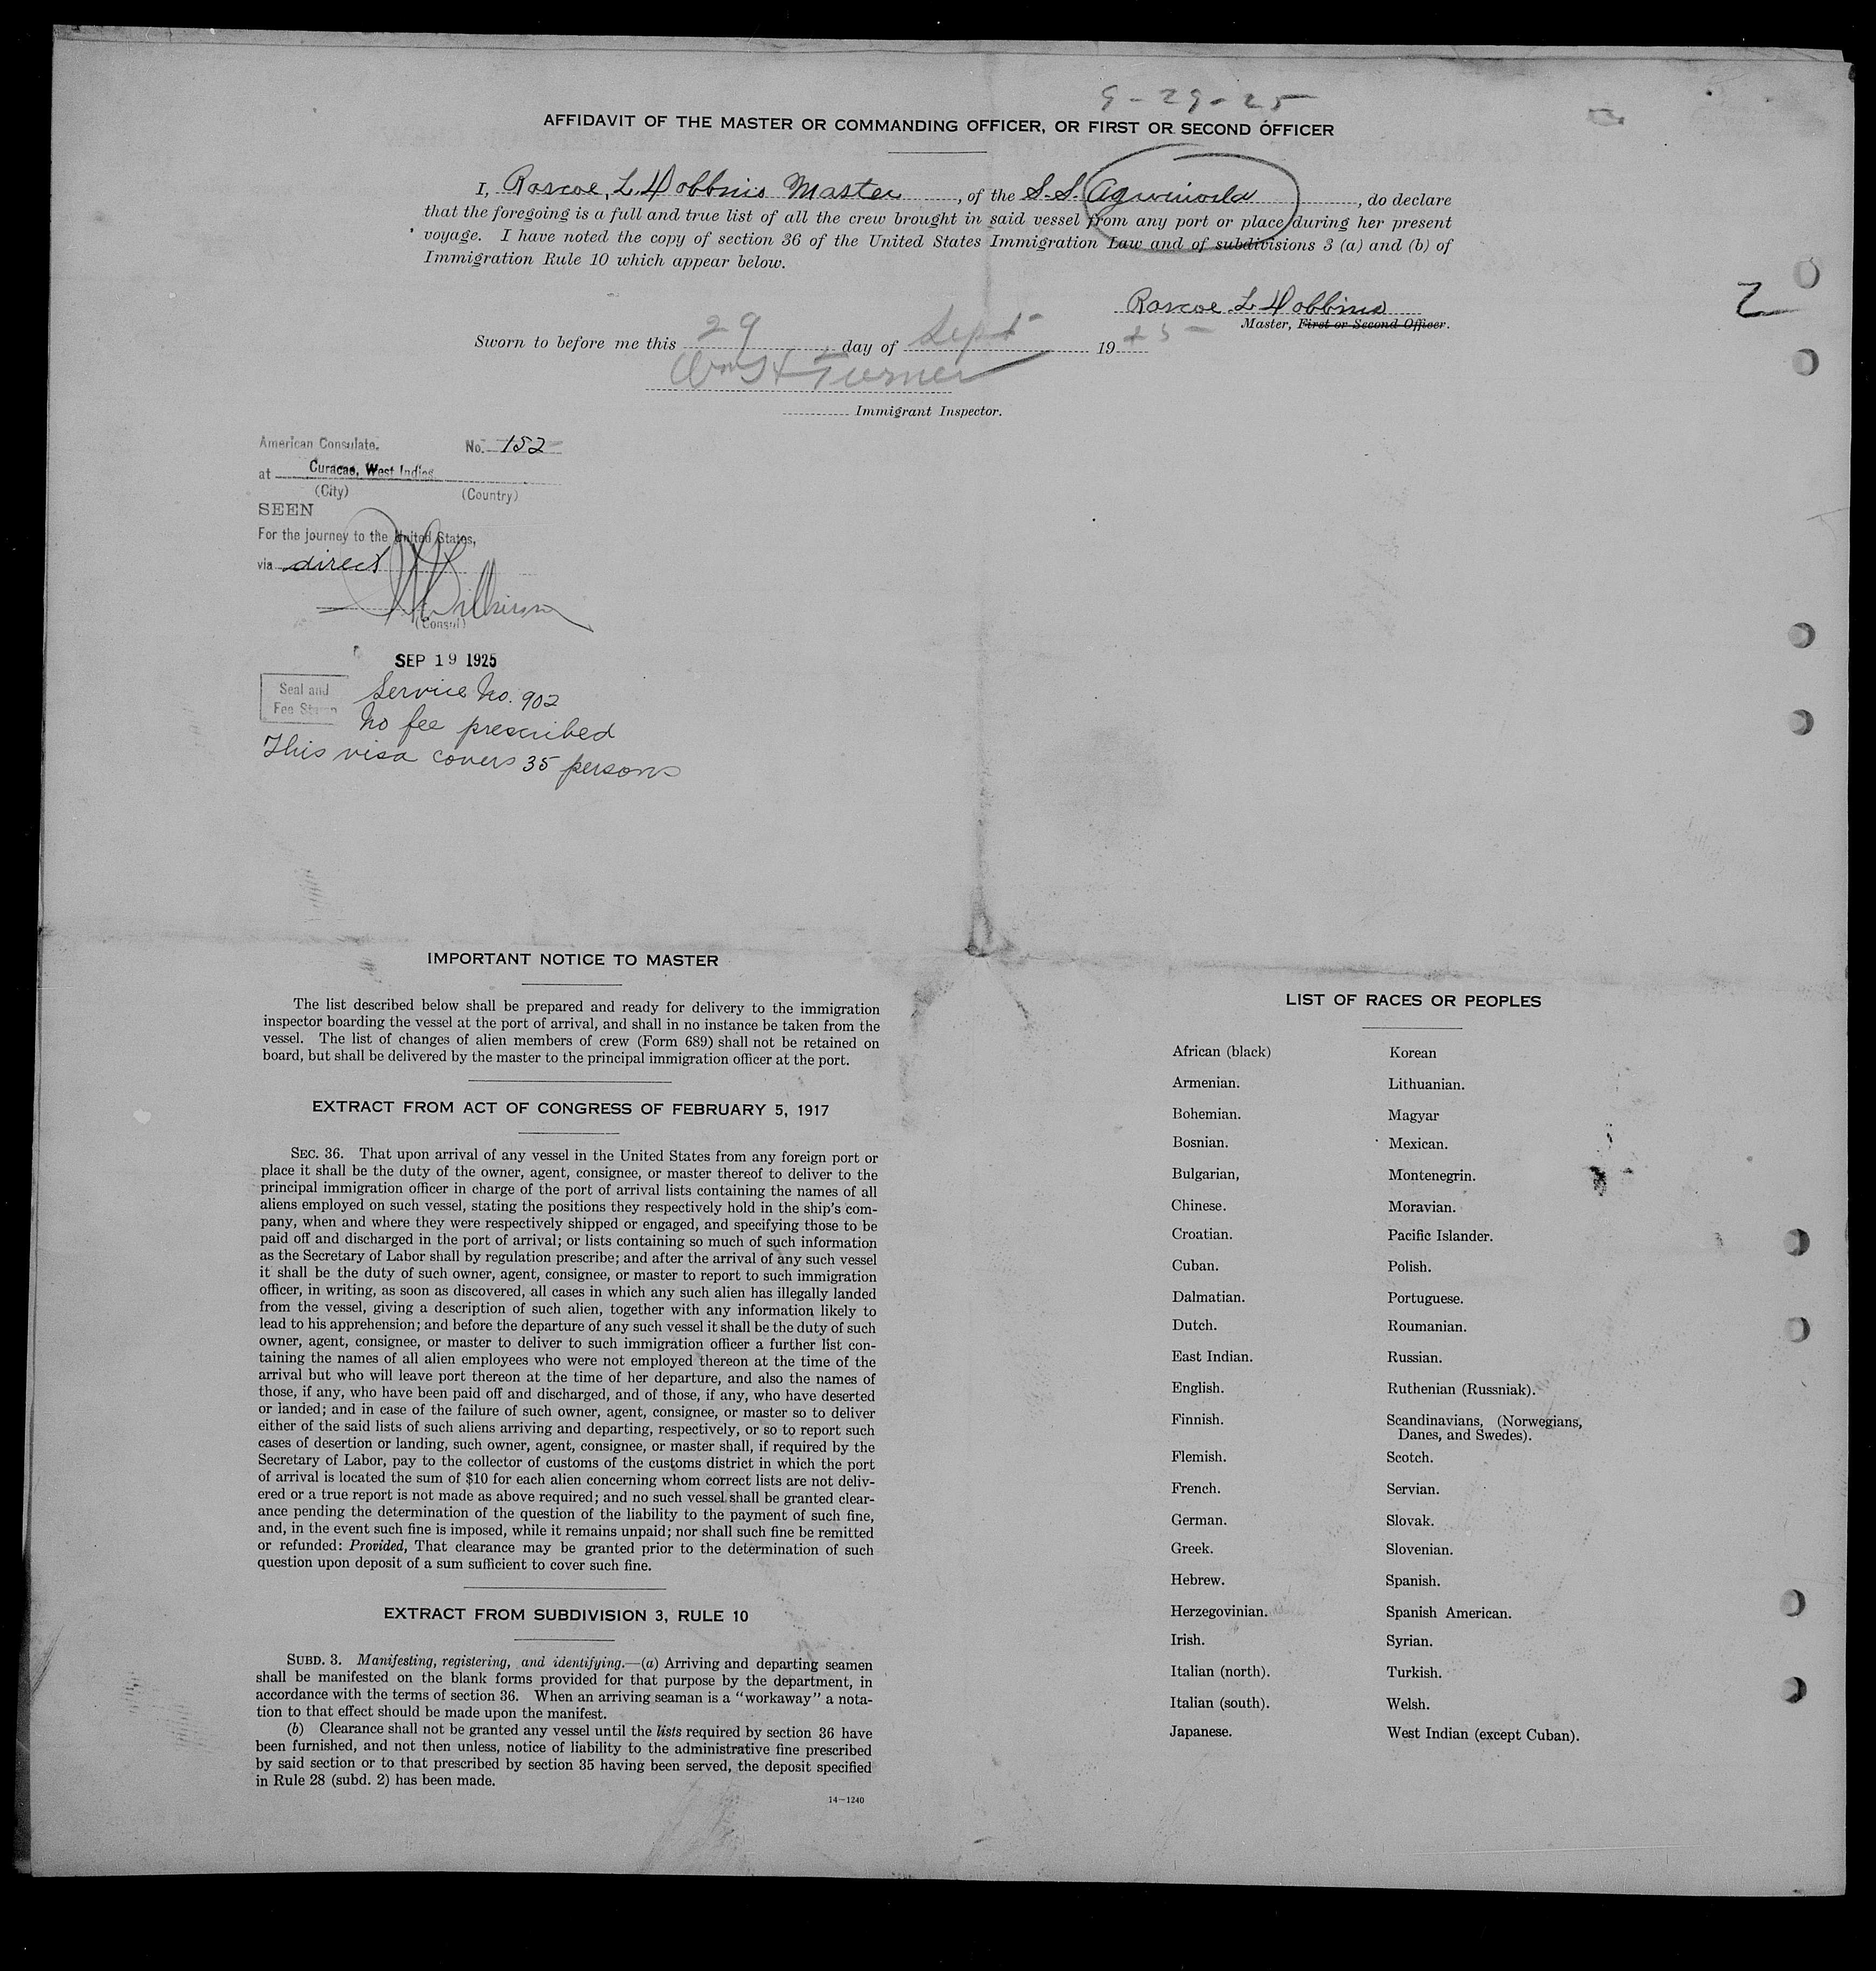 9-29-25
AFFIDAVIT OF THE MASTER OR COMMANDING OFFICER, OR FIRST OR SECOND OFFICER
I, Roscoe, L. Dobbins Master, of the S.S. Agwiworld, do declare
that the foregoing is a full and true list of all the crew brought in said vessel from any port or place during her present
voyage. I have noted the copy of section 36 of the United States Immigration Law and of subdivisions 3 (a) and (b) of
Immigration Rule 10 which appear below.
Roscoe L Dobbins
Master, First or Second Officer.
2
Sworn to before me this 29 day of Sept 1925
Wm H Turner
Immigrant Inspector.
American Consulate. No. 152
at Curacao, West Indies
(City) (Country)
SEEN
For the journey to the United States,
via direct
(Consul)
SEP 19 1925
Seal and
Fee Stamp
Service No. 902
No fee prescribed
This visa covers 35 persons
IMPORTANT NOTICE TO MASTER
The list described below shall be prepared and ready for delivery to the immigration
inspector boarding the vessel at the port of arrival, and shall in no instance be taken from the
vessel. The list of changes of alien members of crew (Form 689) shall not be retained on
board, but shall be delivered by the master to the principal immigration officer at the port.
EXTRACT FROM ACT OF CONGRESS OF FEBRUARY 5, 1917
SEC. 36. That upon arrival of any vessel in the United States from any foreign port or
place it shall be the duty of the owner, agent, consignee, or master thereof to deliver to the
principal immigration officer in charge of the port of arrival lists containing the names of all
aliens employed on such vessel, stating the positions they respectively hold in the ship's com-
pany, when and where they were respectively shipped or engaged, and specifying those to be
paid off and discharged in the port of arrival; or lists containing so much of such information
as the Secretary of Labor shall by regulation prescribe; and after the arrival of any such vessel
it shall be the duty of such owner, agent, consignee, or master to report to such immigration
officer, in writing, as soon as discovered, all cases in which any such alien has illegally landed
from the vessel, giving a description of such alien, together with any information likely to
lead to his apprehension; and before the departure of any such vessel it shall be the duty of such
owner, agent, consignee, or master to deliver to such immigration officer a further list con-
taining the names of all alien employees who were not employed thereon at the time of the
arrival but who will leave port thereon at the time of her departure, and also the names of
those, if any, who have been paid off and discharged, and of those, if any, who have deserted
or landed; and in case of the failure of such owner, agent, consignee, or master so to deliver
either of the said lists of such aliens arriving and departing, respectively, or so to report such
cases of desertion or landing, such owner, agent, consignee, or master shall, if required by the
Secretary of Labor, pay to the collector of customs of the customs district in which the port
of arrival is located the sum of $10 for each alien concerning whom correct lists are not deliv-
ered or a true report is not made as above required; and no such vessel shall be granted clear-
ance pending the determination of the question of the liability to the payment of such fine,
and, in the event such fine is imposed, while it remains unpaid; nor shall such fine be remitted
or refunded: Provided, That clearance may be granted prior to the determination of such
question upon deposit of a sum sufficient to cover such fine.
EXTRACT FROM SUBDIVISION 3, RULE 10
SUBD. 3. Manifesting, registering, and identifying.—(a) Arriving and departing seamen
shall be manifested on the blank forms provided for that purpose by the department, in
accordance with the terms of section 36. When an arriving seaman is a "workaway" a nota-
tion to that effect should be made upon the manifest.
(b) Clearance shall not be granted any vessel until the lists required by section 36 have
been furnished, and not then unless, notice of liability to the administrative fine prescribed
by said section or to that prescribed by section 35 having been served, the deposit specified
in Rule 28 (subd. 2) has been made.
14—1240
LIST OF RACES OR PEOPLES
African (black)
Armenian.
Bohemian.
Bosnian.
Bulgarian,
Chinese.
Croatian.
Cuban.
Dalmatian.
Dutch.
East Indian.
English.
Finnish.
Flemish.
French.
German.
Greek.
Hebrew.
Herzegovinian.
Irish.
Italian (north).
Italian (south).
Japanese.
Korean
Lithuanian.
Magyar
Mexican.
Montenegrin.
Moravian.
Pacific Islander.
Polish.
Portuguese.
Roumanian.
Russian.
Ruthenian (Russniak).
Scandinavians, (Norwegians,
Danes, and Swedes).
Scotch.
Servian.
Slovak.
Slovenian.
Spanish.
Spanish American.
Syrian.
Turkish.
Welsh.
West Indian (except Cuban).